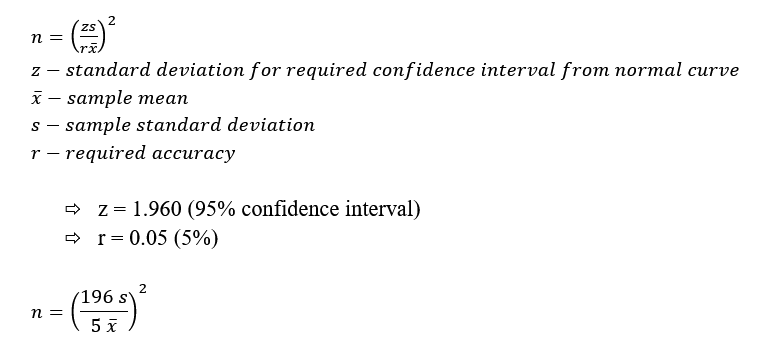 n = (zs/rx̄)²
z − standard deviation for required confidence interval from normal curve
x̄ − sample mean
s − sample standard deviation
r − required accuracy
⇨ z = 1.960 (95% confidence interval)
⇨ r = 0.05 (5%)
n = (196 s/5 x̄)²